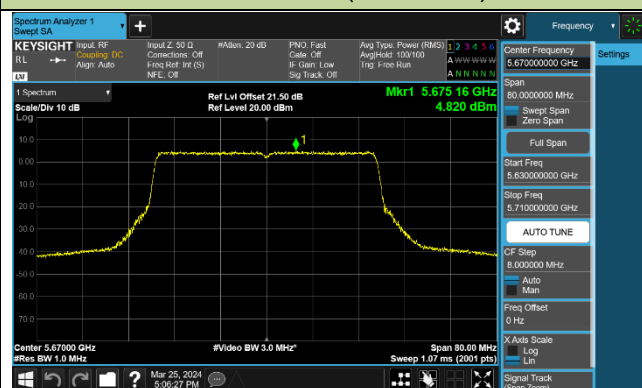 Spectrum Analyzer 1
Swept SA
Frequency
KEYSIGHT
RL
Input: RF
Coupling: DC
Align: Auto
Input Z: 50 Ω
Corrections: Off
Freq Ref: Int (S)
NFE: Off
#Atten: 20 dB
PNO: Fast
Gate: Off
IF Gain: Low
Sig Track: Off
Avg Type: Power (RMS)
Avg|Hold: 100/100
Trig: Free Run
1 2 3 4 5 6
A W W W W W
A N N N N N
LXI
1 Spectrum
Scale/Div 10 dB
Log
Ref Lvl Offset 21.50 dB
Ref Level 20.00 dBm
Mkr1 5.675 16 GHz
4.820 dBm
1
10.0
0.00
-10.0
-20.0
-30.0
-40.0
-50.0
-60.0
-70.0
Center 5.67000 GHz
#Res BW 1.0 MHz
#Video BW 3.0 MHz*
Span 80.00 MHz
Sweep 1.07 ms (2001 pts)
Mar 25, 2024
5:06:27 PM
Center Frequency
5.670000000 GHz
Span
80.0000000 MHz
Swept Span
Zero Span
Full Span
Start Freq
5.630000000 GHz
Stop Freq
5.710000000 GHz
AUTO TUNE
CF Step
8.000000 MHz
Auto
Man
Freq Offset
0 Hz
X Axis Scale
Log
Lin
Signal Track
(Span Zoom)
Settings